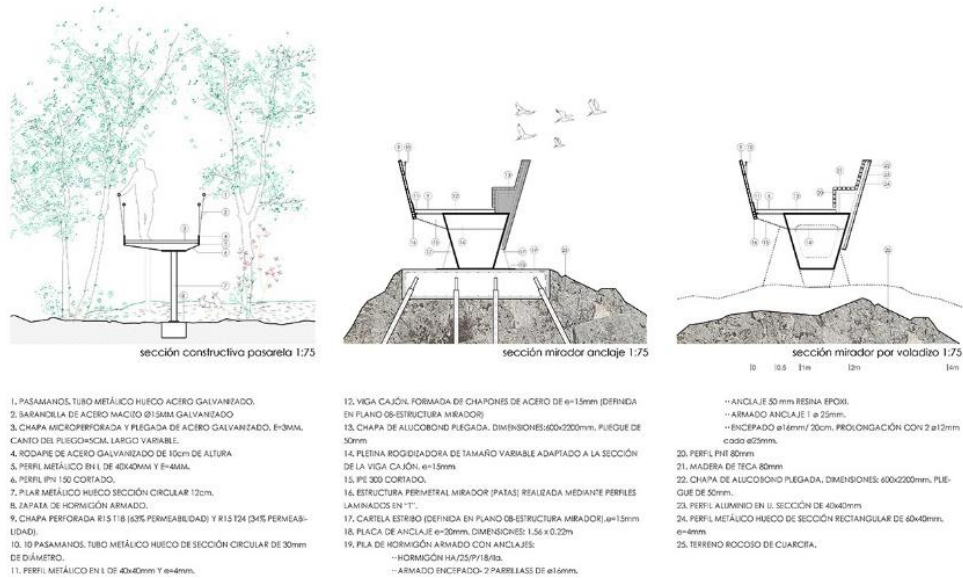 sección constructiva pasarela 1:75
sección mirador anclaje 1:75
sección mirador por voladizo 1:75
|0 |0.5 |1m |2m |4m
1. PASAMANOS. TUBO METÁLICO HUECO ACERO GALVANIZADO.
2. BARANDILLA DE ACERO MACIZO Ø15MM GALVANIZADO
3. CHAPA MICROPERFORADA Y PLEGADA DE ACERO GALVANIZADO. E=3MM.
CANTO DEL PLIEGO=5CM. LARGO VARIABLE.
4. RODAPIE DE ACERO GALVANIZADO DE 10cm DE ALTURA
5. PERFIL METÁLICO EN L DE 40X40MM Y E=4MM.
6. PERFIL IPN 150 CORTADO.
7. PILAR METÁLICO HUECO SECCIÓN CIRCULAR 12cm.
8. ZAPATA DE HORMIGÓN ARMADO.
9. CHAPA PERFORADA R15 T18 (63% PERMEABILIDAD) Y R15 T24 (34% PERMEABI-
LIDAD).
10. 10 PASAMANOS. TUBO METÁLICO HUECO DE SECCIÓN CIRCULAR DE 30mm
DE DIÁMETRO.
11. PERFIL METÁLICO EN L DE 40x40mm Y e=4mm.
12. VIGA CAJÓN. FORMADA DE CHAPONES DE ACERO DE e=15mm (DEFINIDA
EN PLANO 08-ESTRUCTURA MIRADOR)
13. CHAPA DE ALUCOBOND PLEGADA. DIMENSIONES:600x2200mm. PLIEGUE DE
50mm
14. PLETINA ROGIDIZADORA DE TAMAÑO VARIABLE ADAPTADO A LA SECCIÓN
DE LA VIGA CAJÓN. e=15mm
15. IPE 300 CORTADO.
16. ESTRUCTURA PERIMETRAL MIRADOR (PATAS) REALIZADA MEDIANTE PERFILES
LAMINADOS EN "T".
17. CARTELA ESTRIBO (DEFINIDA EN PLANO 08-ESTRUCTURA MIRADOR).e=15mm
18. PLACA DE ANCLAJE e=20mm. DIMENSIONES: 1.56 x 0.22m
19. PILA DE HORMIGÓN ARMADO CON ANCLAJES:
··HORMIGÓN HA/25/P/18/IIa.
··ARMADO ENCEPADO- 2 PARRILLASS DE ø16mm.
··ANCLAJE 50 mm RESINA EPOXI.
··ARMADO ANCLAJE 1 ø 25mm.
··ENCEPADO ø16mm/ 20cm. PROLONGACIÓN CON 2 ø12mm
cada ø25mm.
20. PERFIL PNT 80mm
21. MADERA DE TECA 80mm
22. CHAPA DE ALUCOBOND PLEGADA. DIMENSIONES: 600x2200mm. PLIE-
GUE DE 50mm.
23. PERFIL ALUMINIO EN U. SECCIÓN DE 40x40mm
24. PERFIL METÁLICO HUECO DE SECCIÓN RECTANGULAR DE 60x40mm.
e=4mm
25. TERRENO ROCOSO DE CUARCITA.